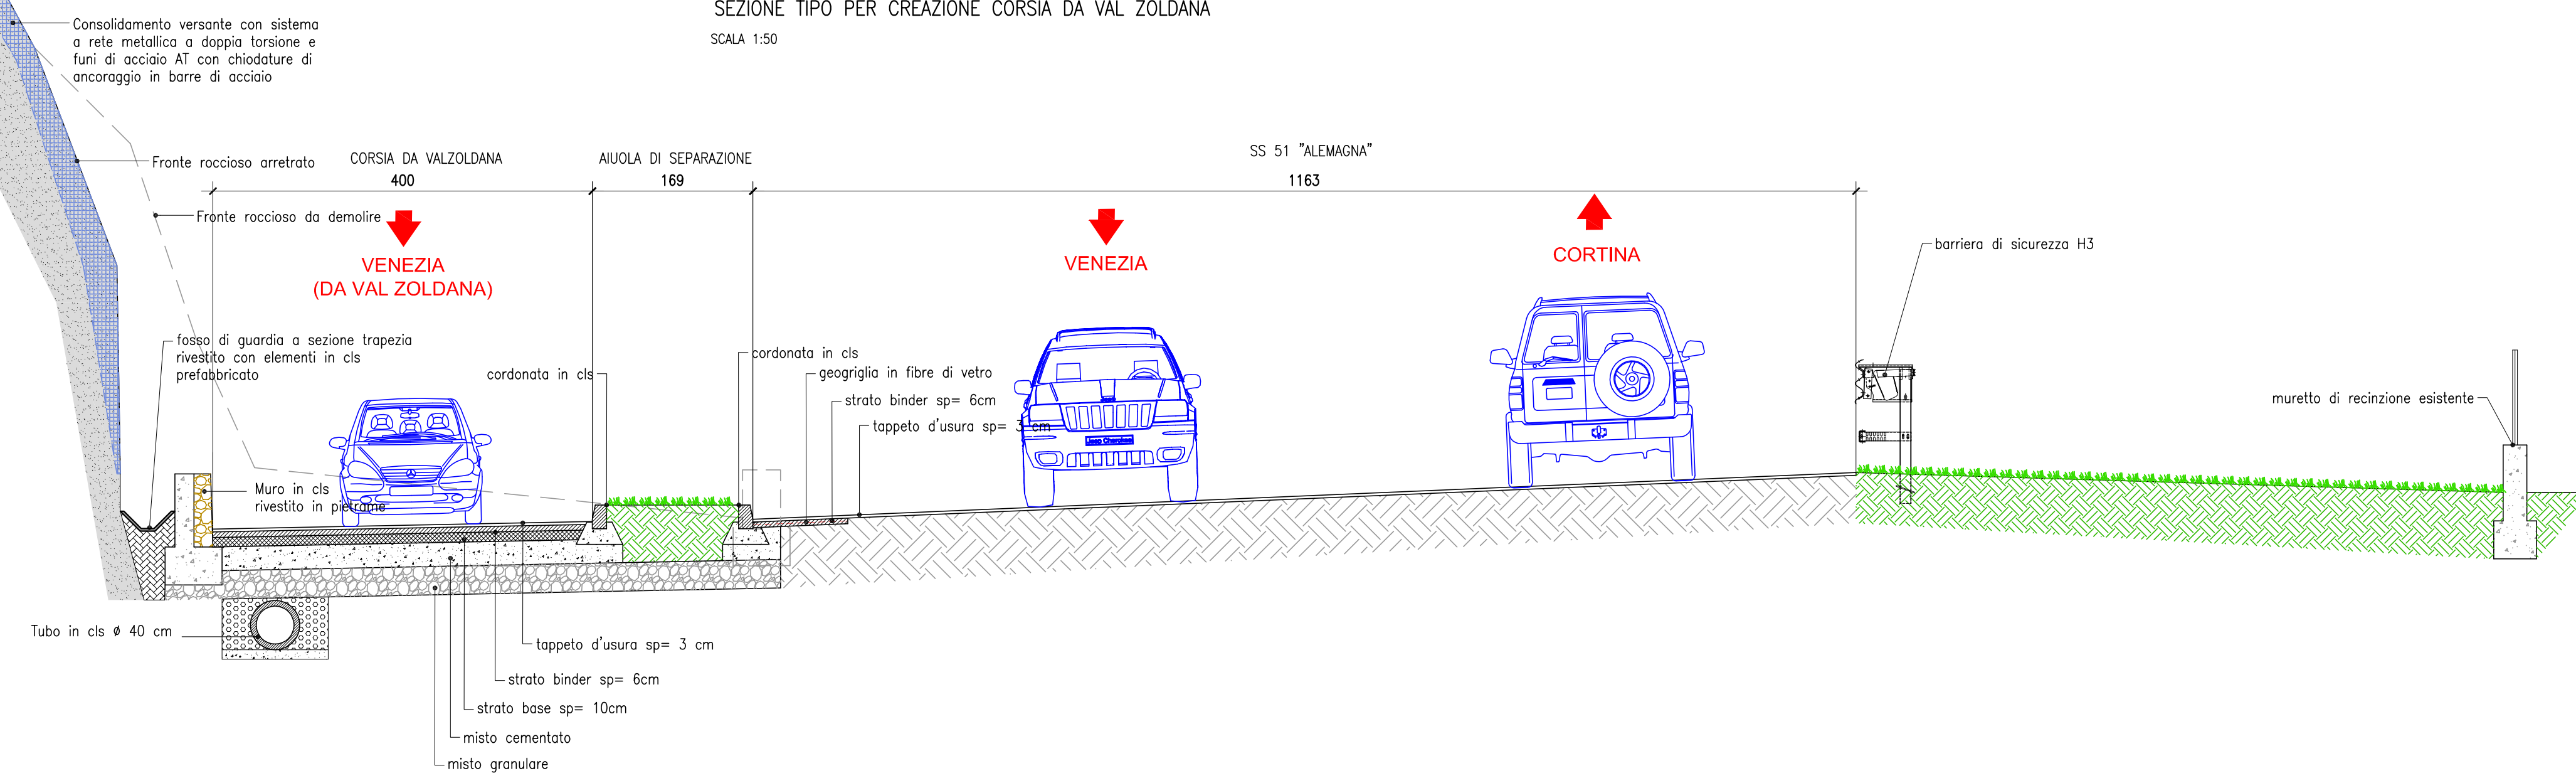 SEZIONE TIPO PER CREAZIONE CORSIA DA VAL ZOLDANA
SCALA 1:50
Consolidamento versante con sistema
a rete metallica a doppia torsione e
funi di acciaio AT con chiodature di
ancoraggio in barre di acciaio
Fronte roccioso arretrato
CORSIA DA VALZOLDANA
400
AIUOLA DI SEPARAZIONE
169
SS 51 "ALEMAGNA"
1163
Fronte roccioso da demolire
VENEZIA
(DA VAL ZOLDANA)
VENEZIA
CORTINA
barriera di sicurezza H3
fosso di guardia a sezione trapezia
rivestito con elementi in cls
prefabbricato
cordonata in cls
cordonata in cls
geogriglia in fibre di vetro
strato binder sp= 6cm
tappeto d'usura sp= 3 cm
muretto di recinzione esistente
Jeep Cherokee
Muro in cls
rivestito in pietrame
Tubo in cls ø 40 cm
tappeto d'usura sp= 3 cm
strato binder sp= 6cm
strato base sp= 10cm
misto cementato
misto granulare